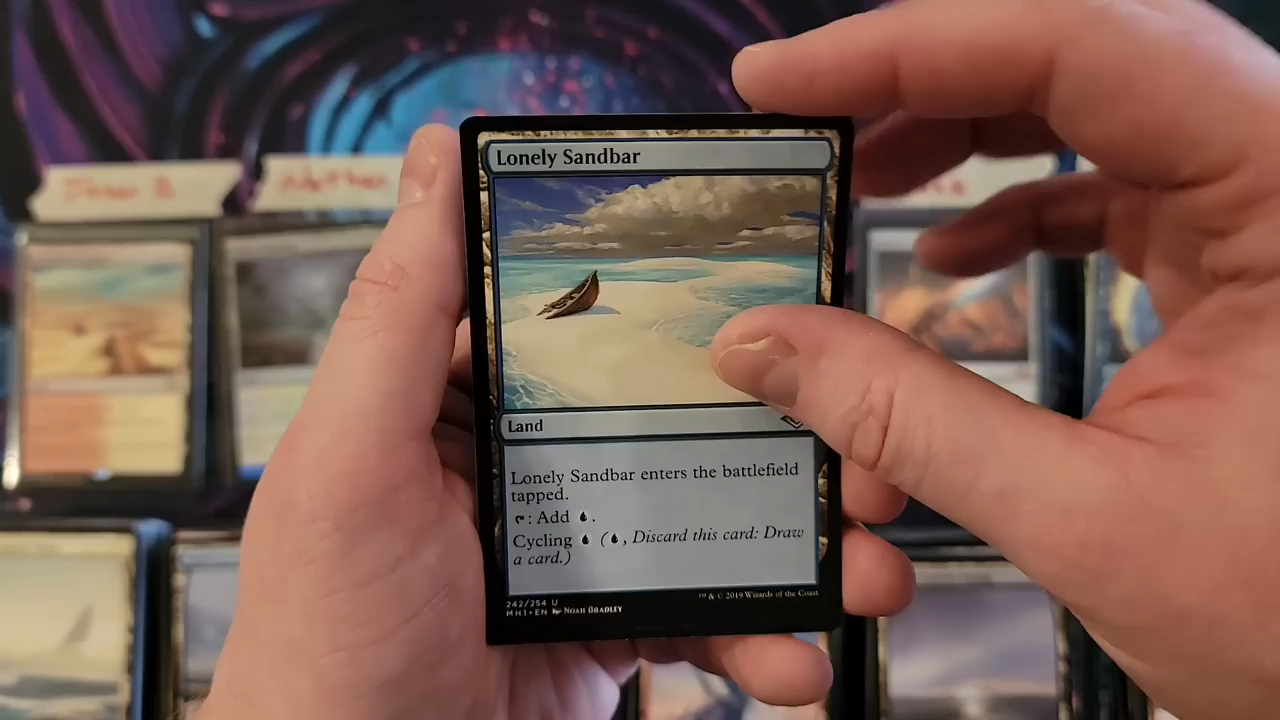 Lonely Sandbar
Land
Lonely Sandbar enters the battlefield
tapped.
: Add .
Cycling (, Discard this card: Draw
a card.)
242/254 U
MH1 • EN Noah Bradley
™ & © 2019 Wizards of the Coast